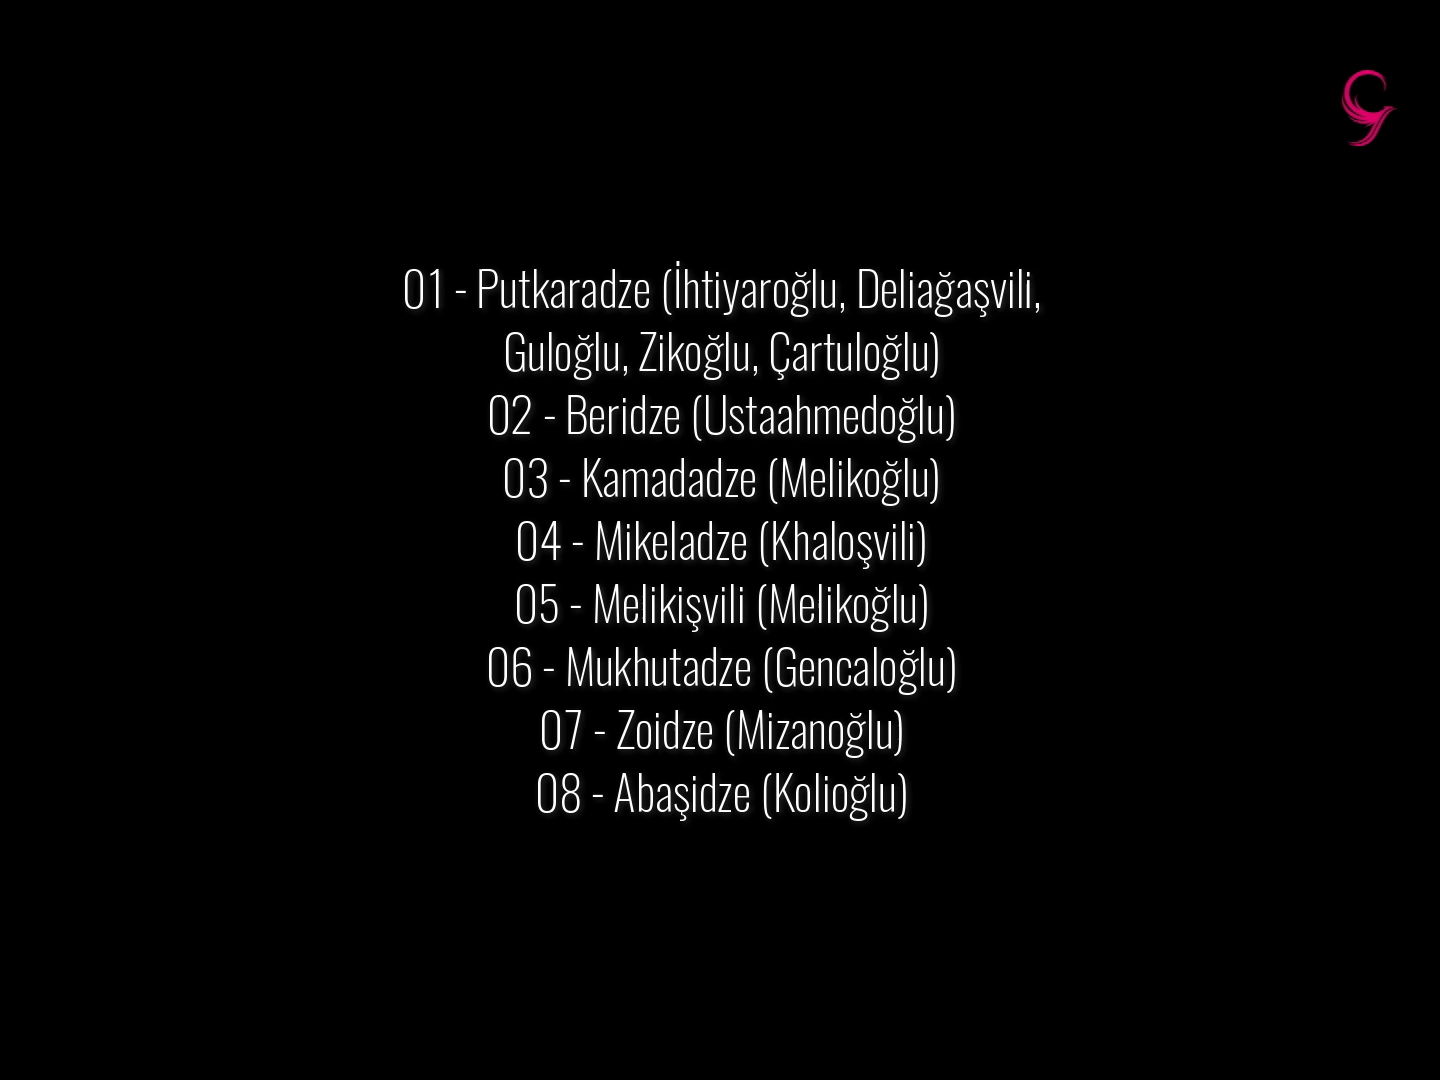 01 - Putkaradze (İhtiyaroğlu, Deliağaşvili,
Guloğlu, Zikoğlu, Çartuloğlu)
02 - Beridze (Ustaahmedoğlu)
03 - Kamadadze (Melikoğlu)
04 - Mikeladze (Khaloşvili)
05 - Melikişvili (Melikoğlu)
06 - Mukhutadze (Gencaloğlu)
07 - Zoidze (Mizanoğlu)
08 - Abaşidze (Kolioğlu)